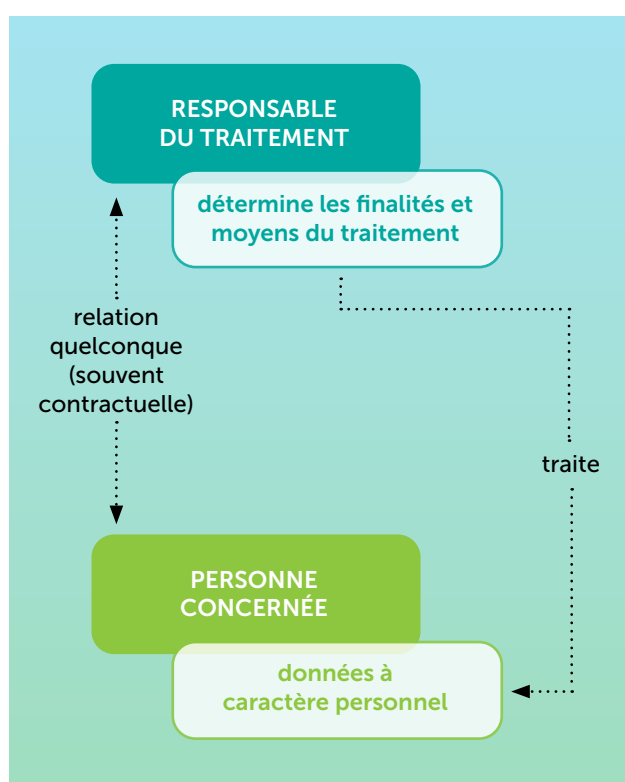 RESPONSABLE
DU TRAITEMENT
détermine les finalités et
moyens du traitement
relation
quelconque
(souvent
contractuelle)
traite
PERSONNE
CONCERNÉE
données à
caractère personnel